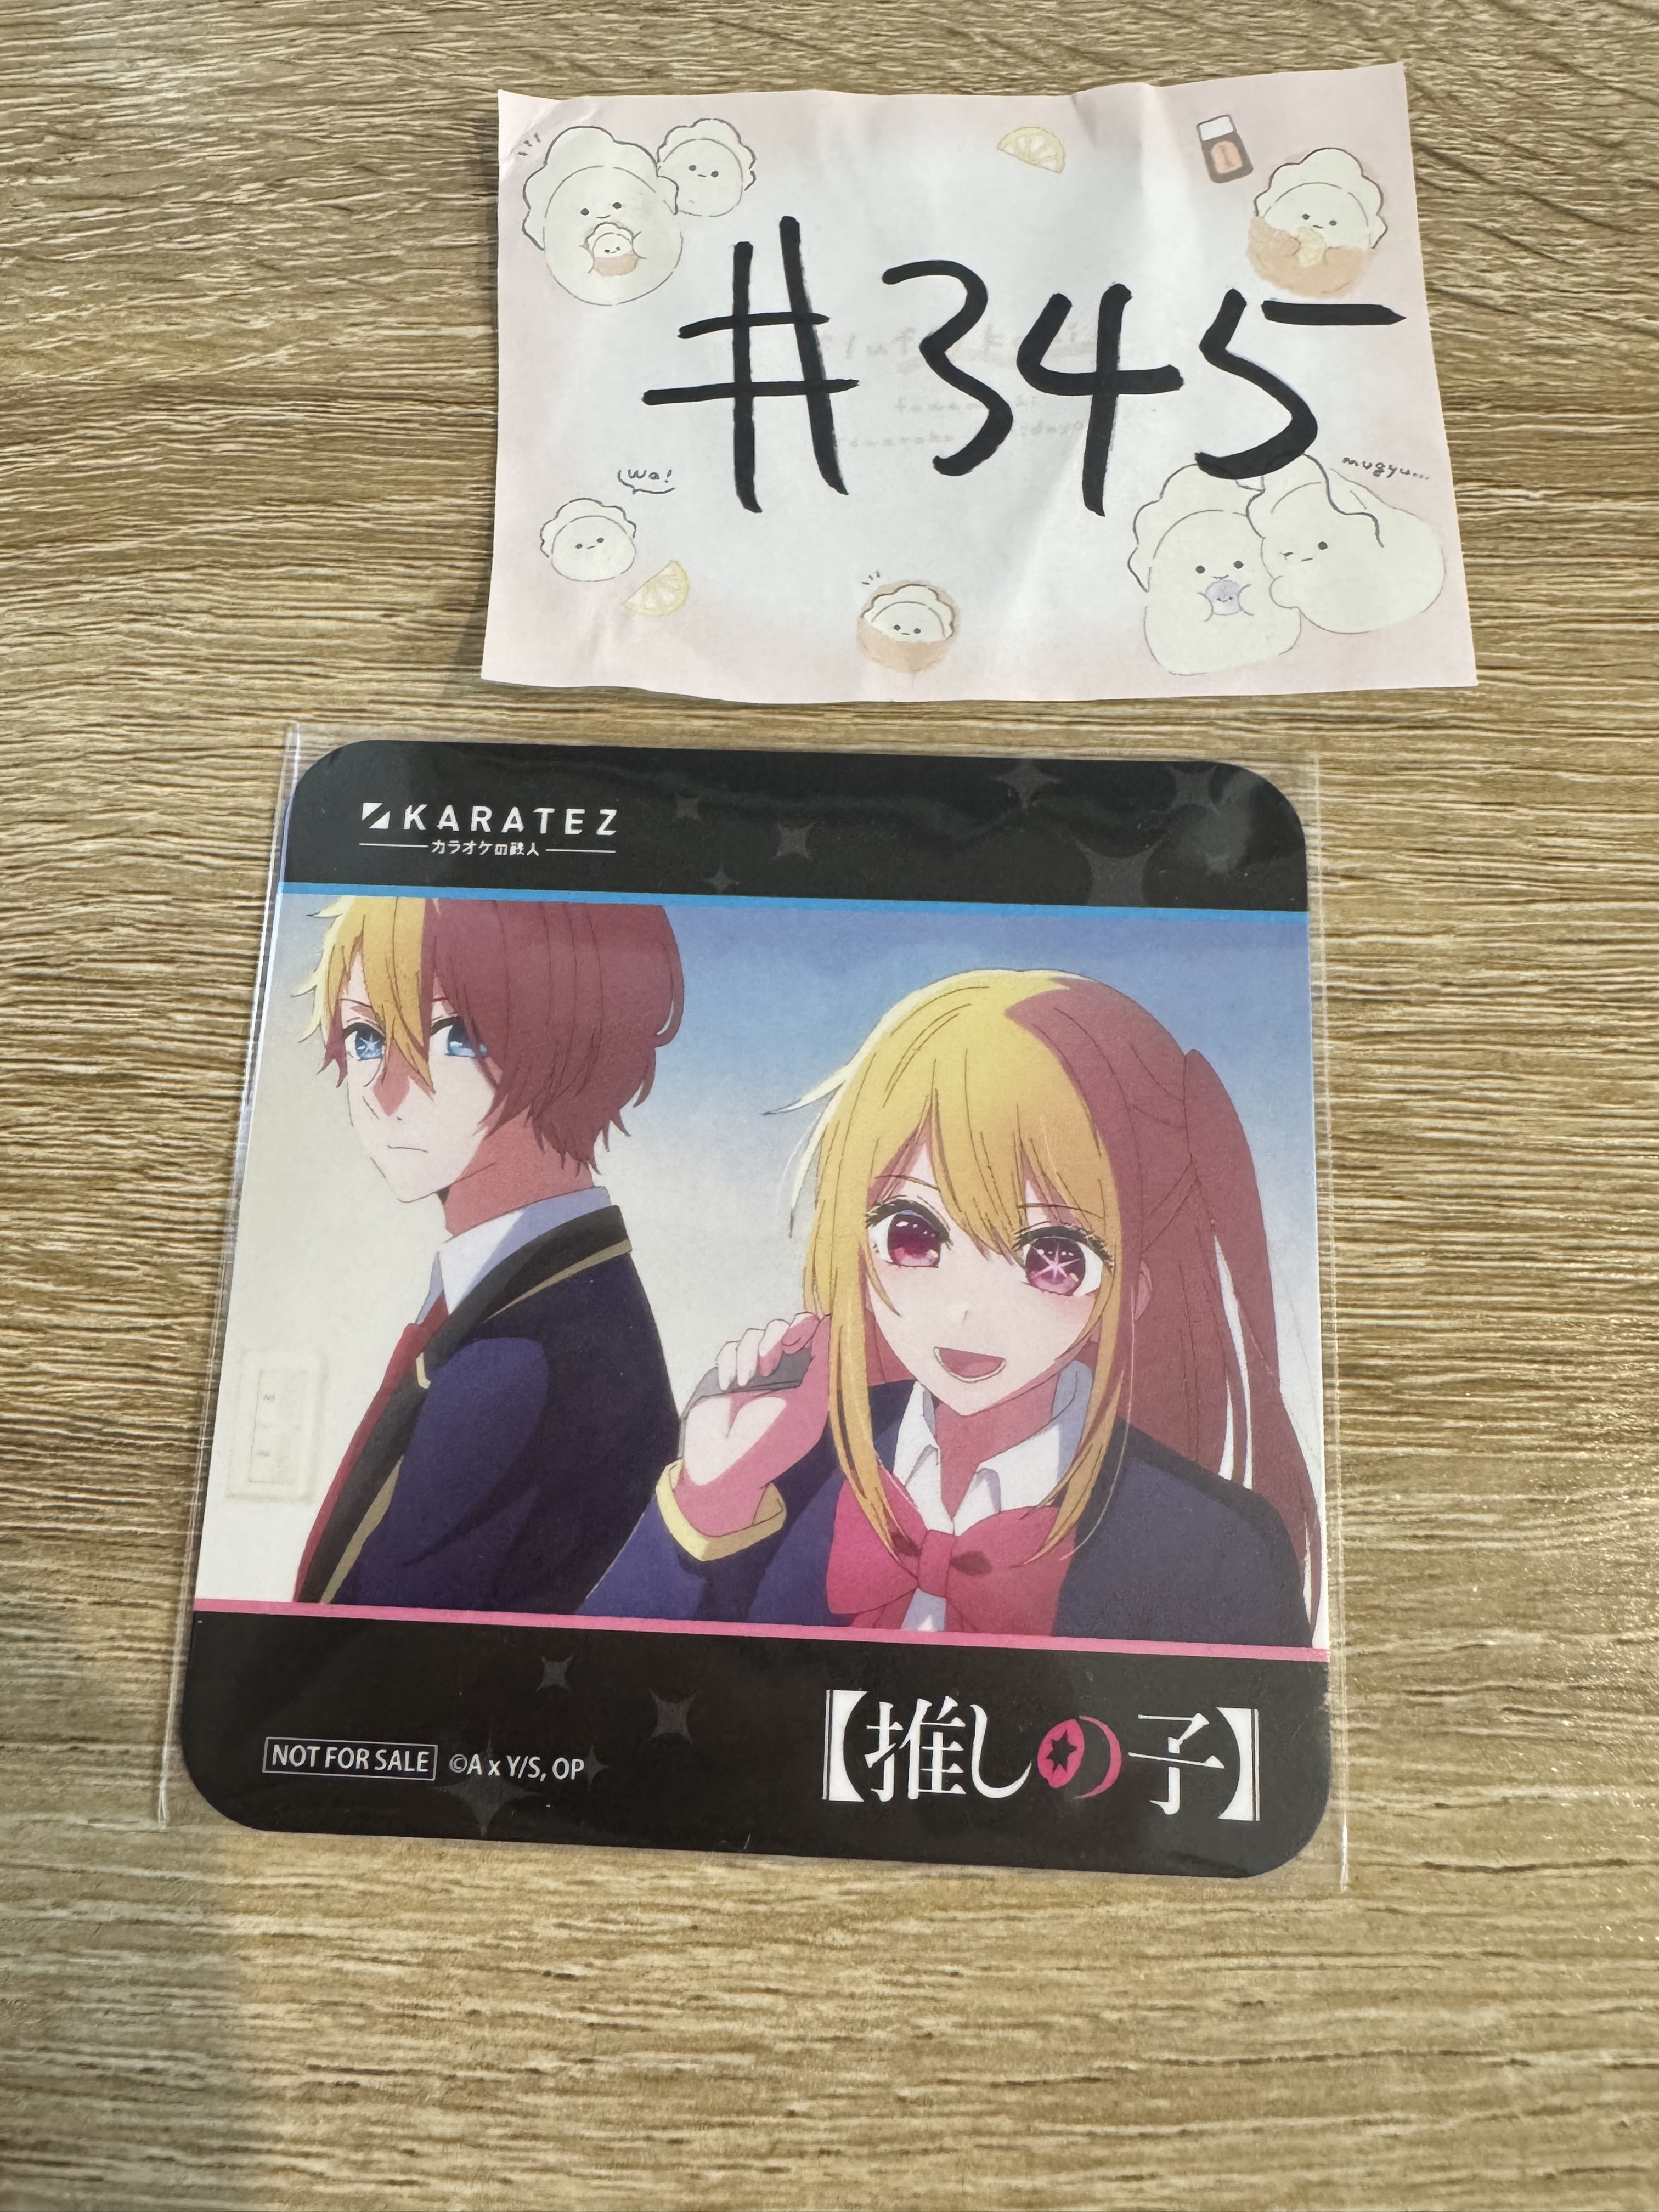 #345
wa!
mugyu...
KARATEZ
カラオケの鉄人
NOT FOR SALE ©A x Y/S, OP
【推しの子】